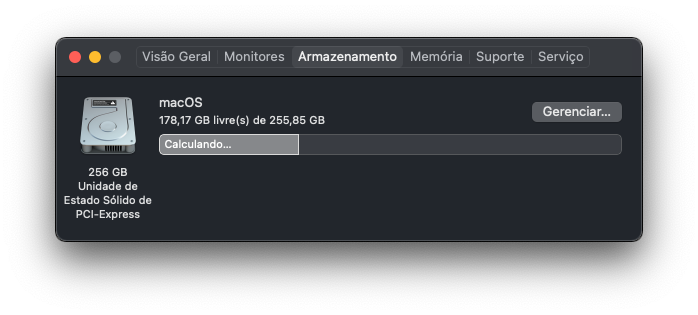 Visão Geral
Monitores
Armazenamento
Memória
Suporte
Serviço
macOS
178,17 GB livre(s) de 255,85 GB
Gerenciar...
Calculando...
256 GB
Unidade de
Estado Sólido de
PCI-Express